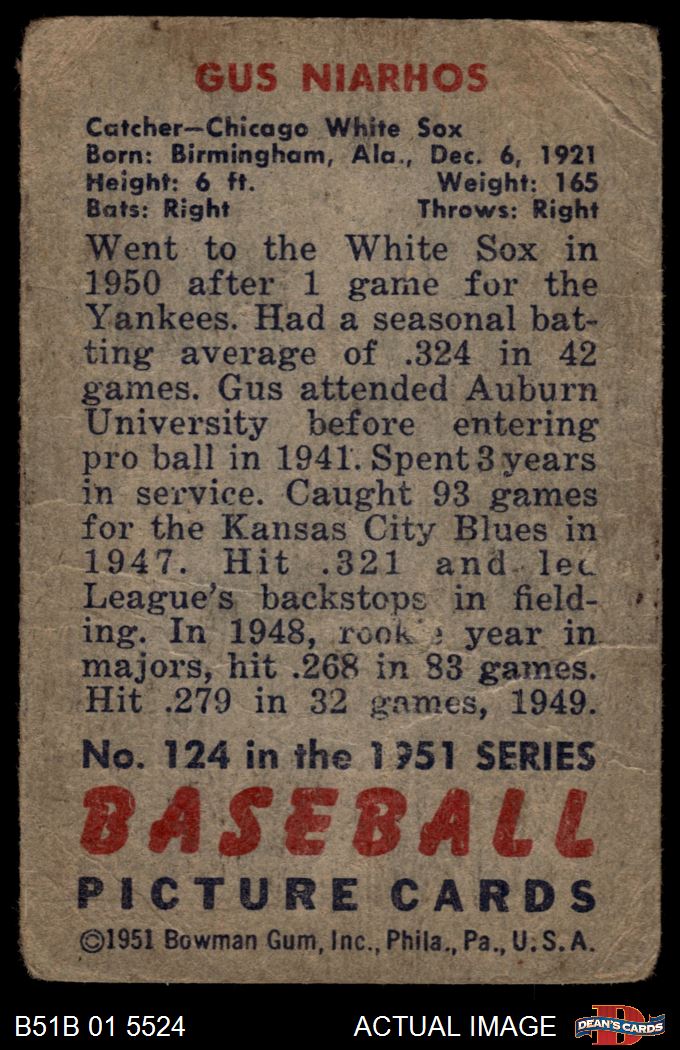 GUS NIARHOS
Catcher—Chicago White Sox
Born: Birmingham, Ala., Dec. 6, 1921
Height: 6 ft. Weight: 165
Bats: Right Throws: Right
Went to the White Sox in
1950 after 1 game for the
Yankees. Had a seasonal bat-
ting average of .324 in 42
games. Gus attended Auburn
University before entering
pro ball in 1941. Spent 3 years
in service. Caught 93 games
for the Kansas City Blues in
1947. Hit .321 and led
League's backstops in field-
ing. In 1948, rookie year in
majors, hit .268 in 83 games.
Hit .279 in 32 games, 1949.
No. 124 in the 1951 SERIES
BASEBALL
PICTURE CARDS
©1951 Bowman Gum, Inc., Phila., Pa., U.S.A.
B51B 01 5524 ACTUAL IMAGE DEAN'S CARDS